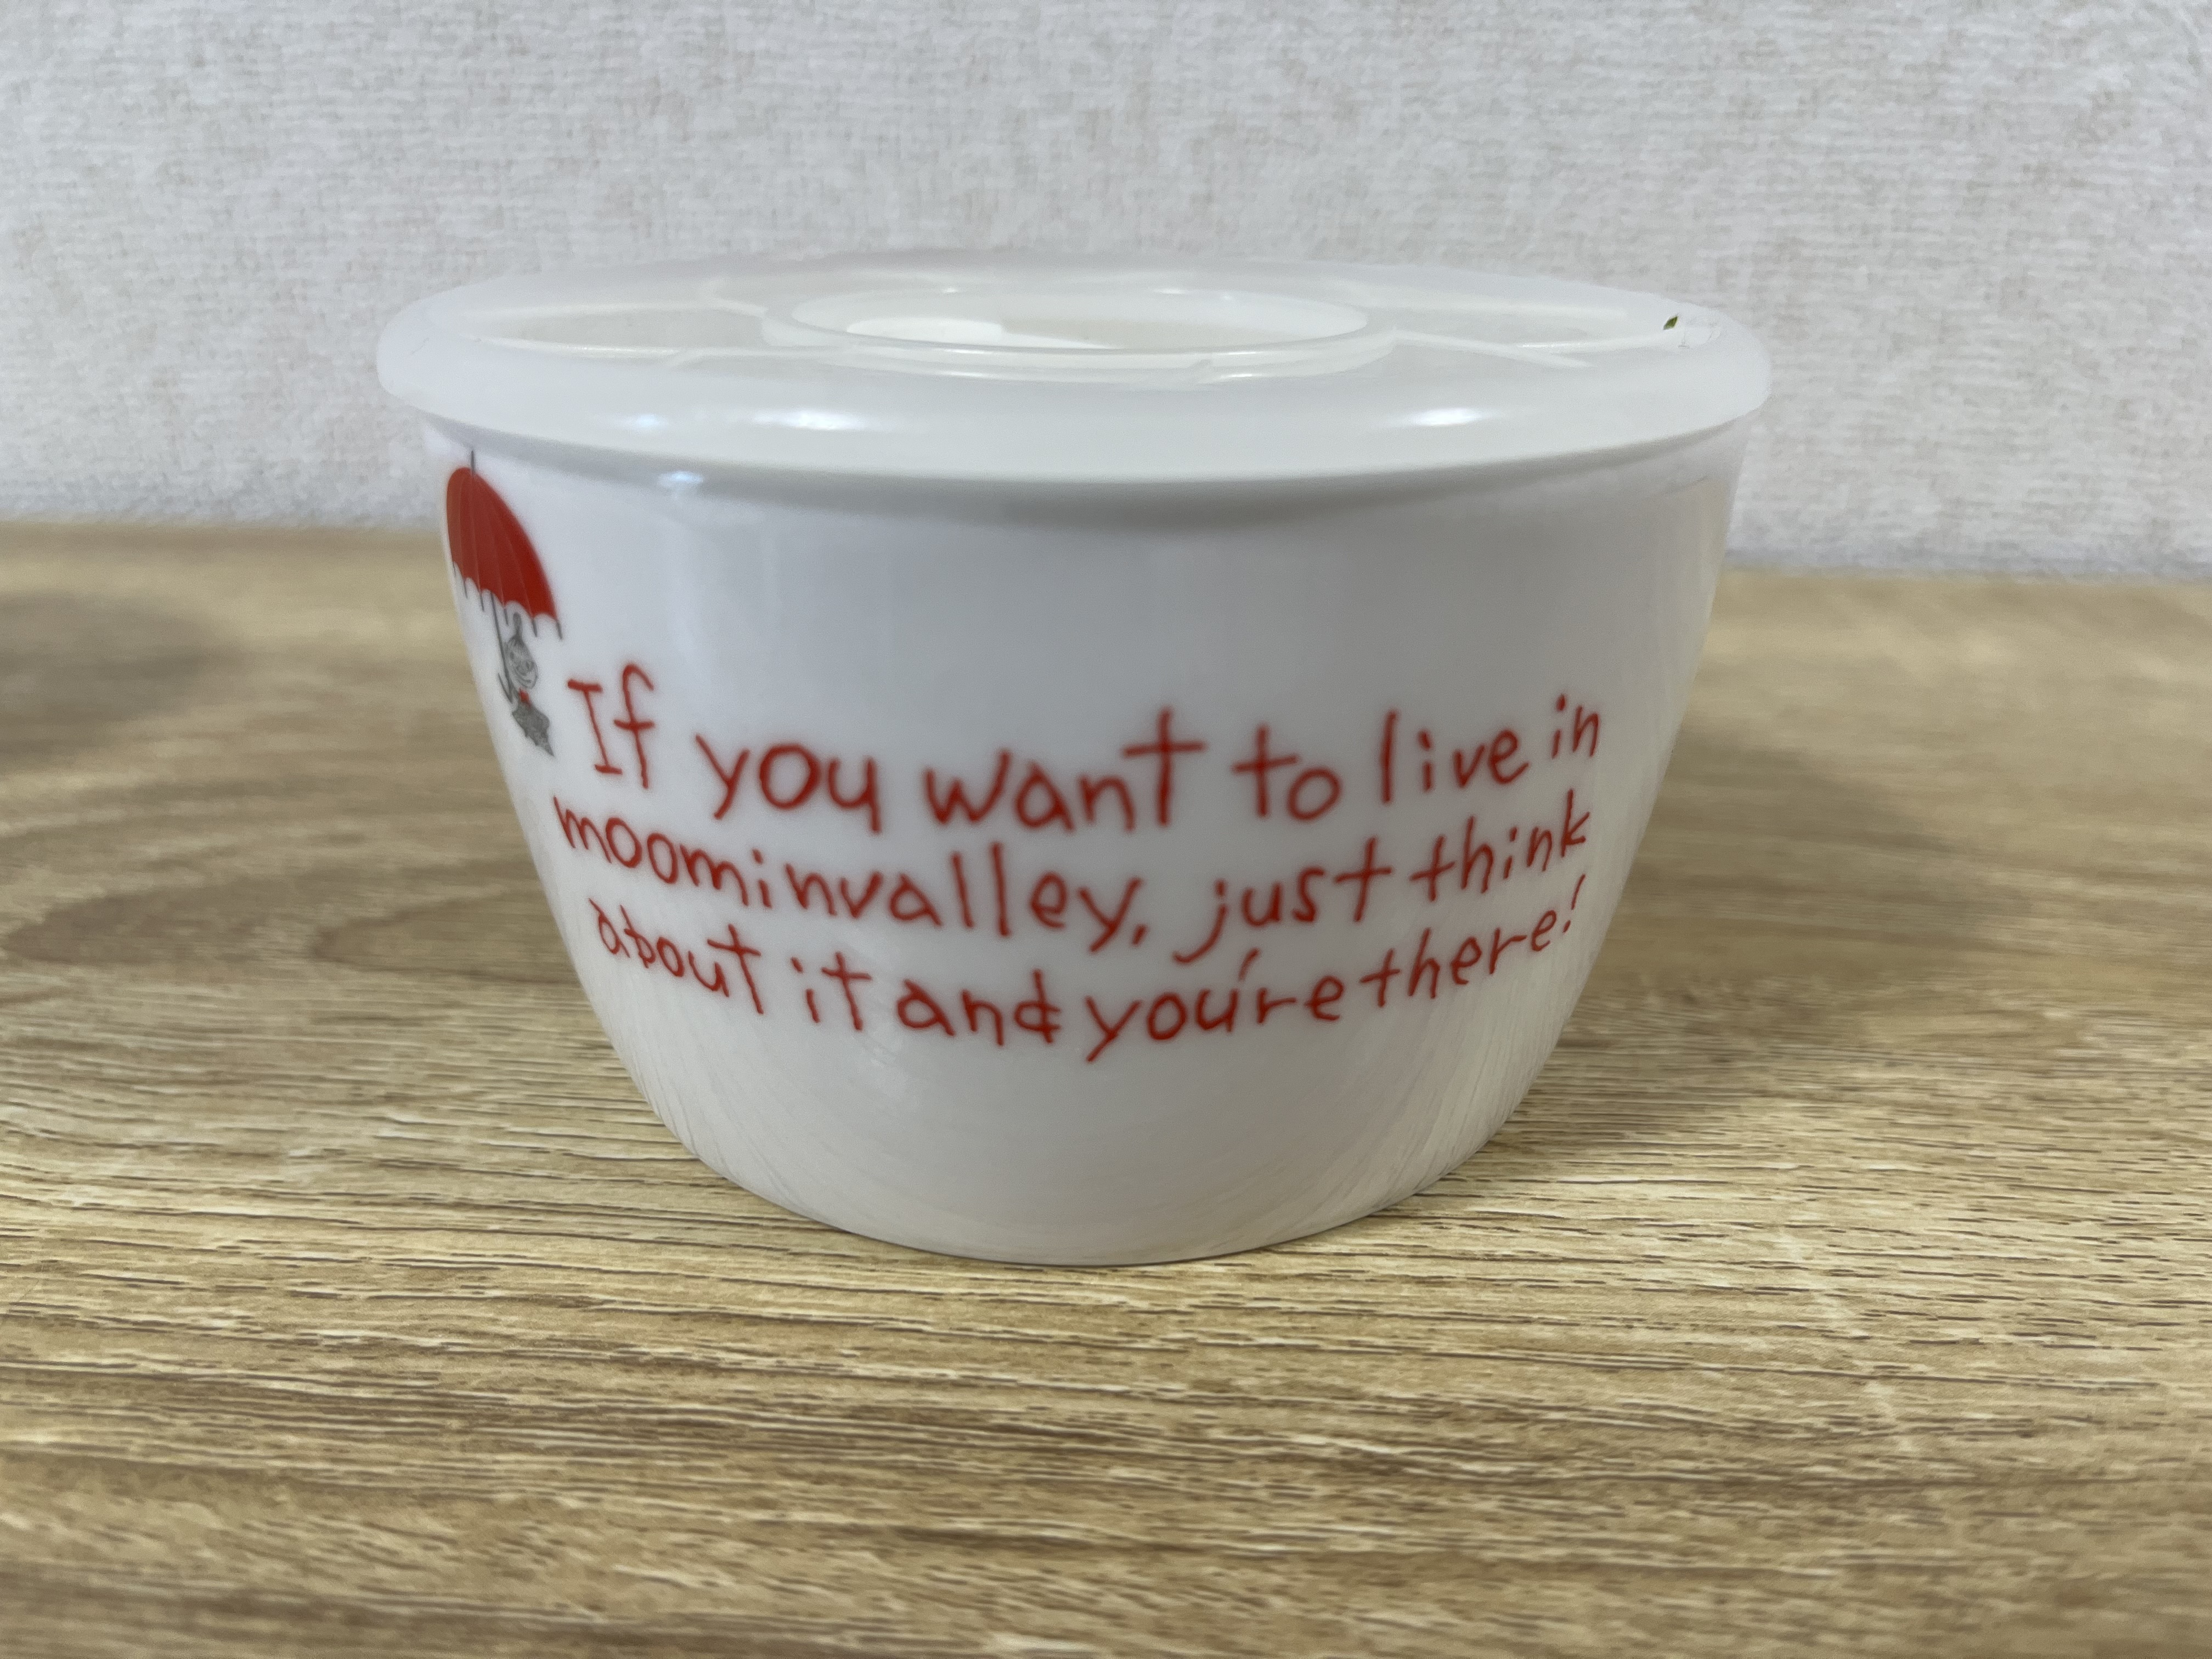 If you want to live in
moominvalley, just think
about it and you're there!